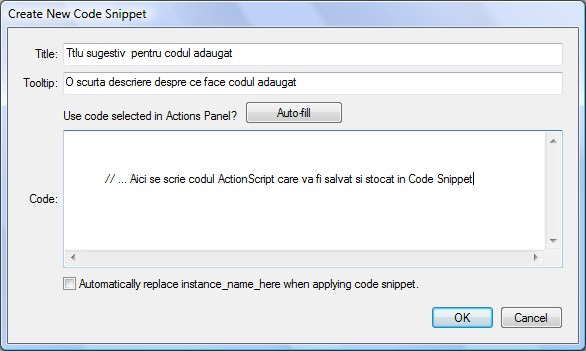 Create New Code Snippet
Title: Ttlu sugestiv pentru codul adaugat
Tooltip: O scurta descriere despre ce face codul adaugat
Use code selected in Actions Panel? Auto-fill
// ... Aici se scrie codul ActionScript care va fi salvat si stocat in Code Snippet
Code:
Automatically replace instance_name_here when applying code snippet.
OK Cancel